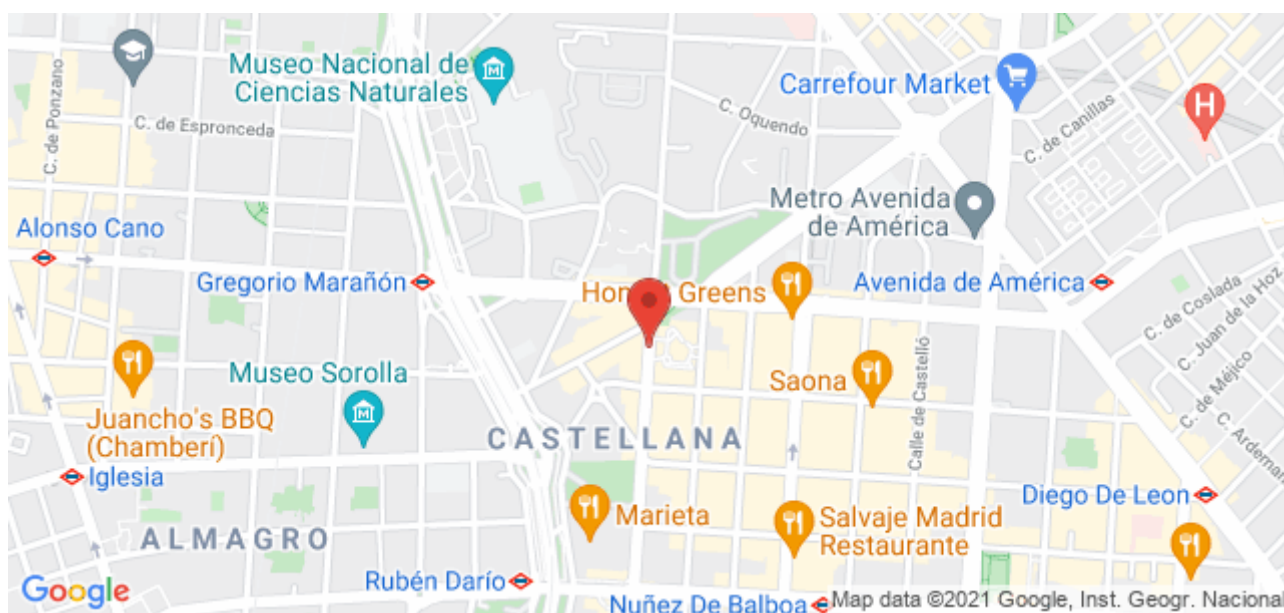 C. de Ponzano
Museo Nacional de
Ciencias Naturales
C. de Espronceda
C. Oquendo
Carrefour Market
C. de Canillas
H
Metro Avenida
de América
Alonso Cano
Gregorio Marañón
Greens
Avenida de América
C. de Coslada
C. Juan de la Hoz
C. de Méjico
C. Ardemans
Museo Sorolla
Saona
Calle de Castelló
Juancho's BBQ
(Chamberí)
CASTELLANA
Iglesia
Diego De Leon
Marieta
Salvaje Madrid
Restaurante
ALMAGRO
Rubén Darío
Nuñez De Balboa
Google
Map data ©2021 Google, Inst. Geogr. Naciona